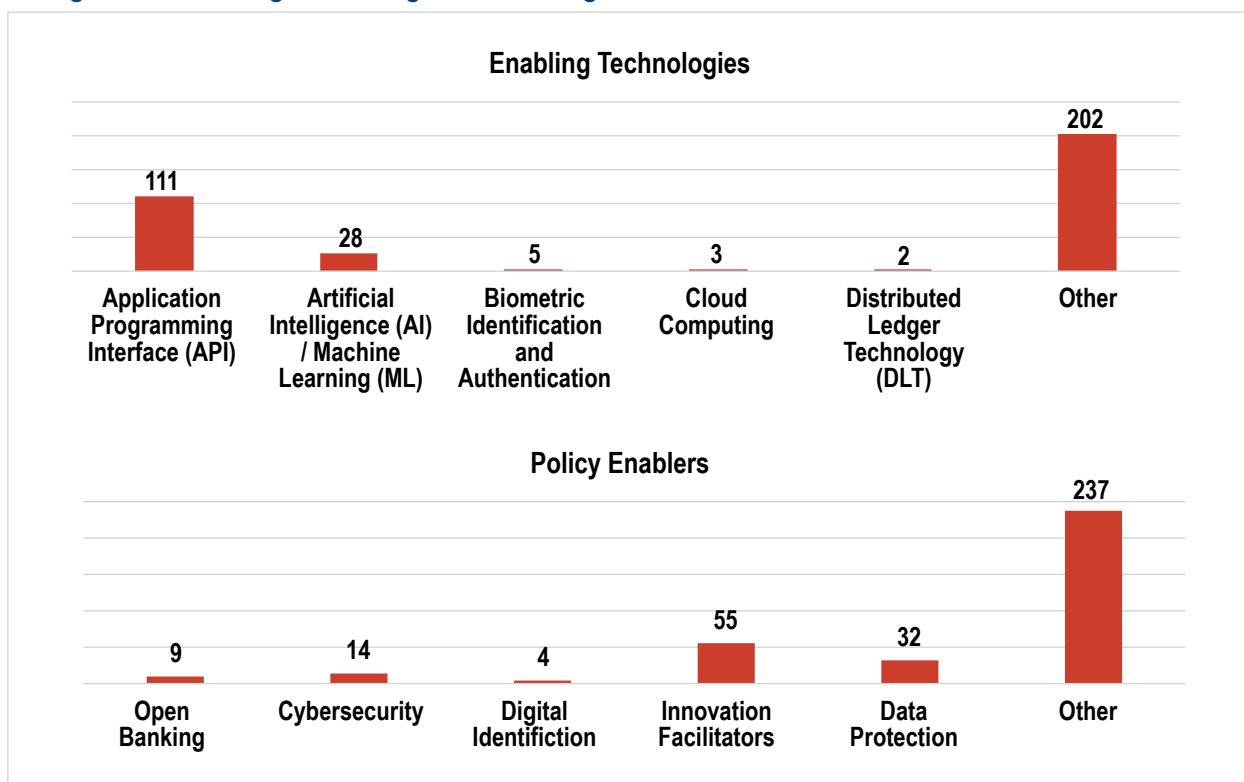 Enabling Technologies
111
28
5
3
2
202
Application
Programming
Interface (API)
Artificial
Intelligence (AI)
/ Machine
Learning (ML)
Biometric
Identification
and
Authentication
Cloud
Computing
Distributed
Ledger
Technology
(DLT)
Other
Policy Enablers
9
14
4
55
32
237
Open
Banking
Cybersecurity
Digital
Identifiction
Innovation
Facilitators
Data
Protection
Other